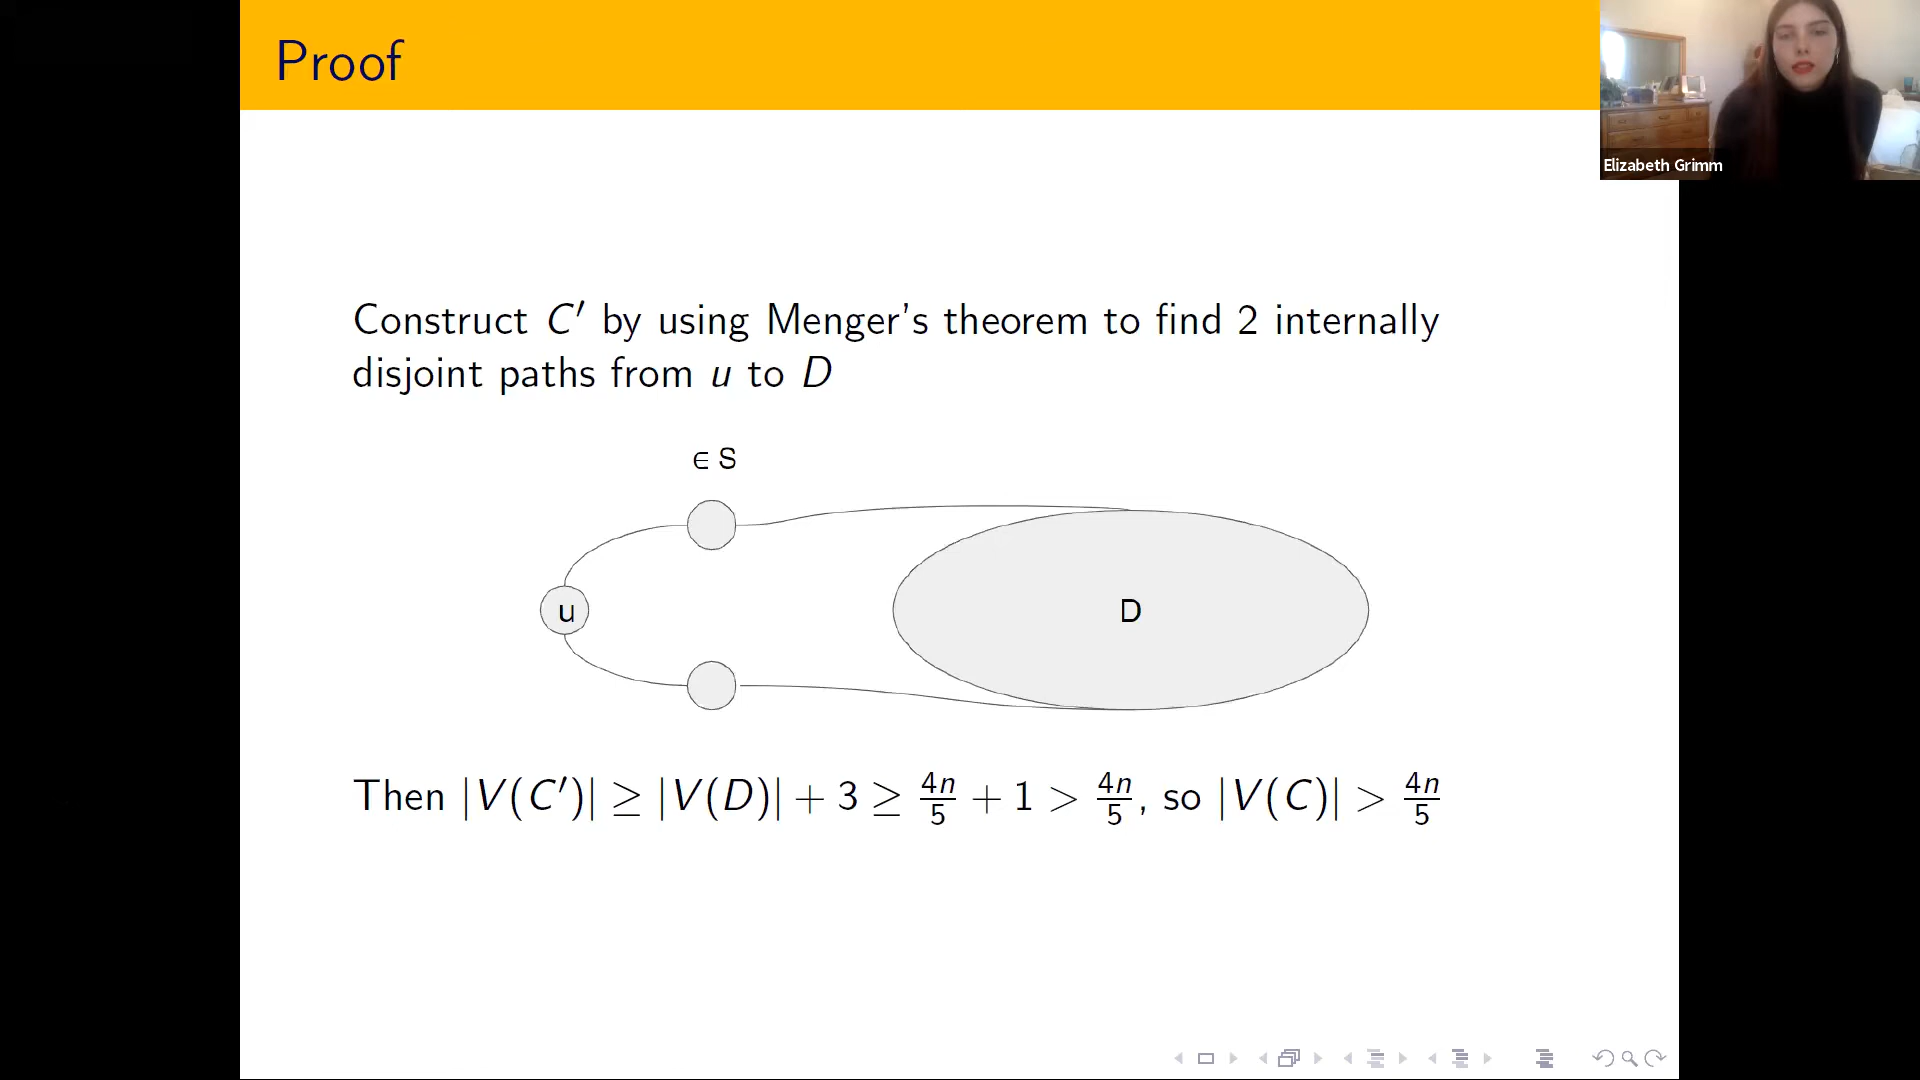 Proof
Elizabeth Grimm
Construct C′ by using Menger's theorem to find 2 internally
disjoint paths from u to D
∈ S
u
D
Then |V(C′)| ≥ |V(D)| + 3 ≥ 4n/5 + 1 > 4n/5, so |V(C)| > 4n/5